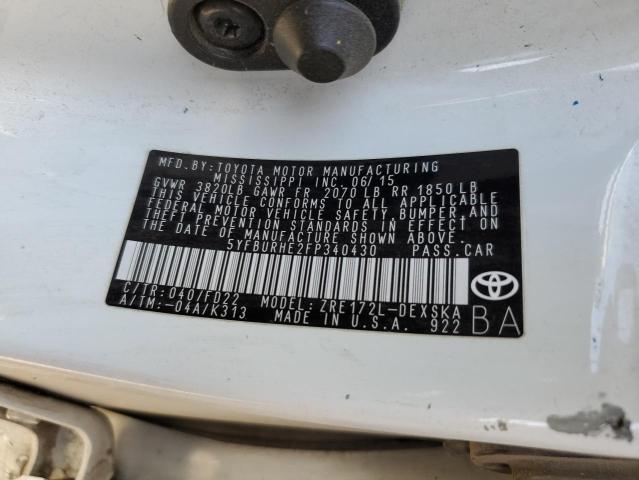 MFD.BY:TOYOTA MOTOR MANUFACTURING
MISSISSIPPI INC 06/15
GVWR 3820LB GAWR FR 2070 LB RR 1850 LB
THIS VEHICLE CONFORMS TO ALL APPLICABLE
FEDERAL MOTOR VEHICLE SAFETY, BUMPER, AND
THEFT PREVENTION STANDARDS IN EFFECT ON
THE DATE OF MANUFACTURE SHOWN ABOVE.
5YFBURHE2FP340430 PASS.CAR
C/TR:040/FD22 MODEL:ZRE172L-DEXSKA
A/TM:-04A/K313 MADE IN U.S.A. 922
BA